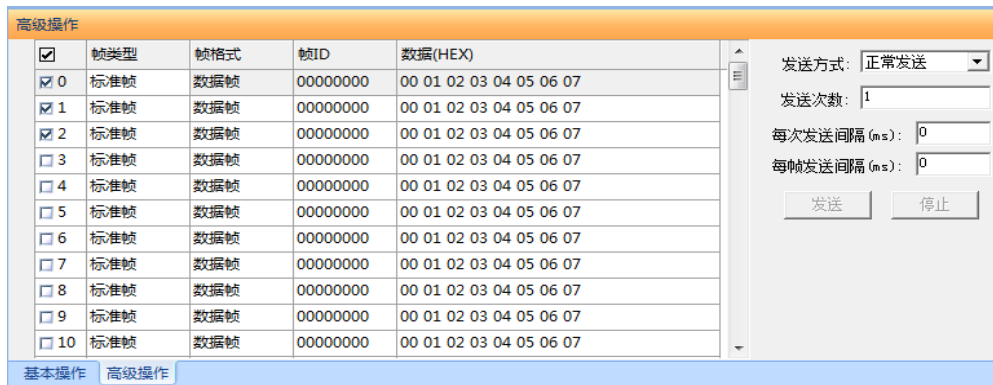 高级操作
帧类型 帧格式 帧ID 数据(HEX)
0 标准帧 数据帧 00000000 00 01 02 03 04 05 06 07
1 标准帧 数据帧 00000000 00 01 02 03 04 05 06 07
2 标准帧 数据帧 00000000 00 01 02 03 04 05 06 07
3 标准帧 数据帧 00000000 00 01 02 03 04 05 06 07
4 标准帧 数据帧 00000000 00 01 02 03 04 05 06 07
5 标准帧 数据帧 00000000 00 01 02 03 04 05 06 07
6 标准帧 数据帧 00000000 00 01 02 03 04 05 06 07
7 标准帧 数据帧 00000000 00 01 02 03 04 05 06 07
8 标准帧 数据帧 00000000 00 01 02 03 04 05 06 07
9 标准帧 数据帧 00000000 00 01 02 03 04 05 06 07
10 标准帧 数据帧 00000000 00 01 02 03 04 05 06 07
发送方式: 正常发送
发送次数: 1
每次发送间隔(ms): 0
每帧发送间隔(ms): 0
发送 停止
基本操作 高级操作